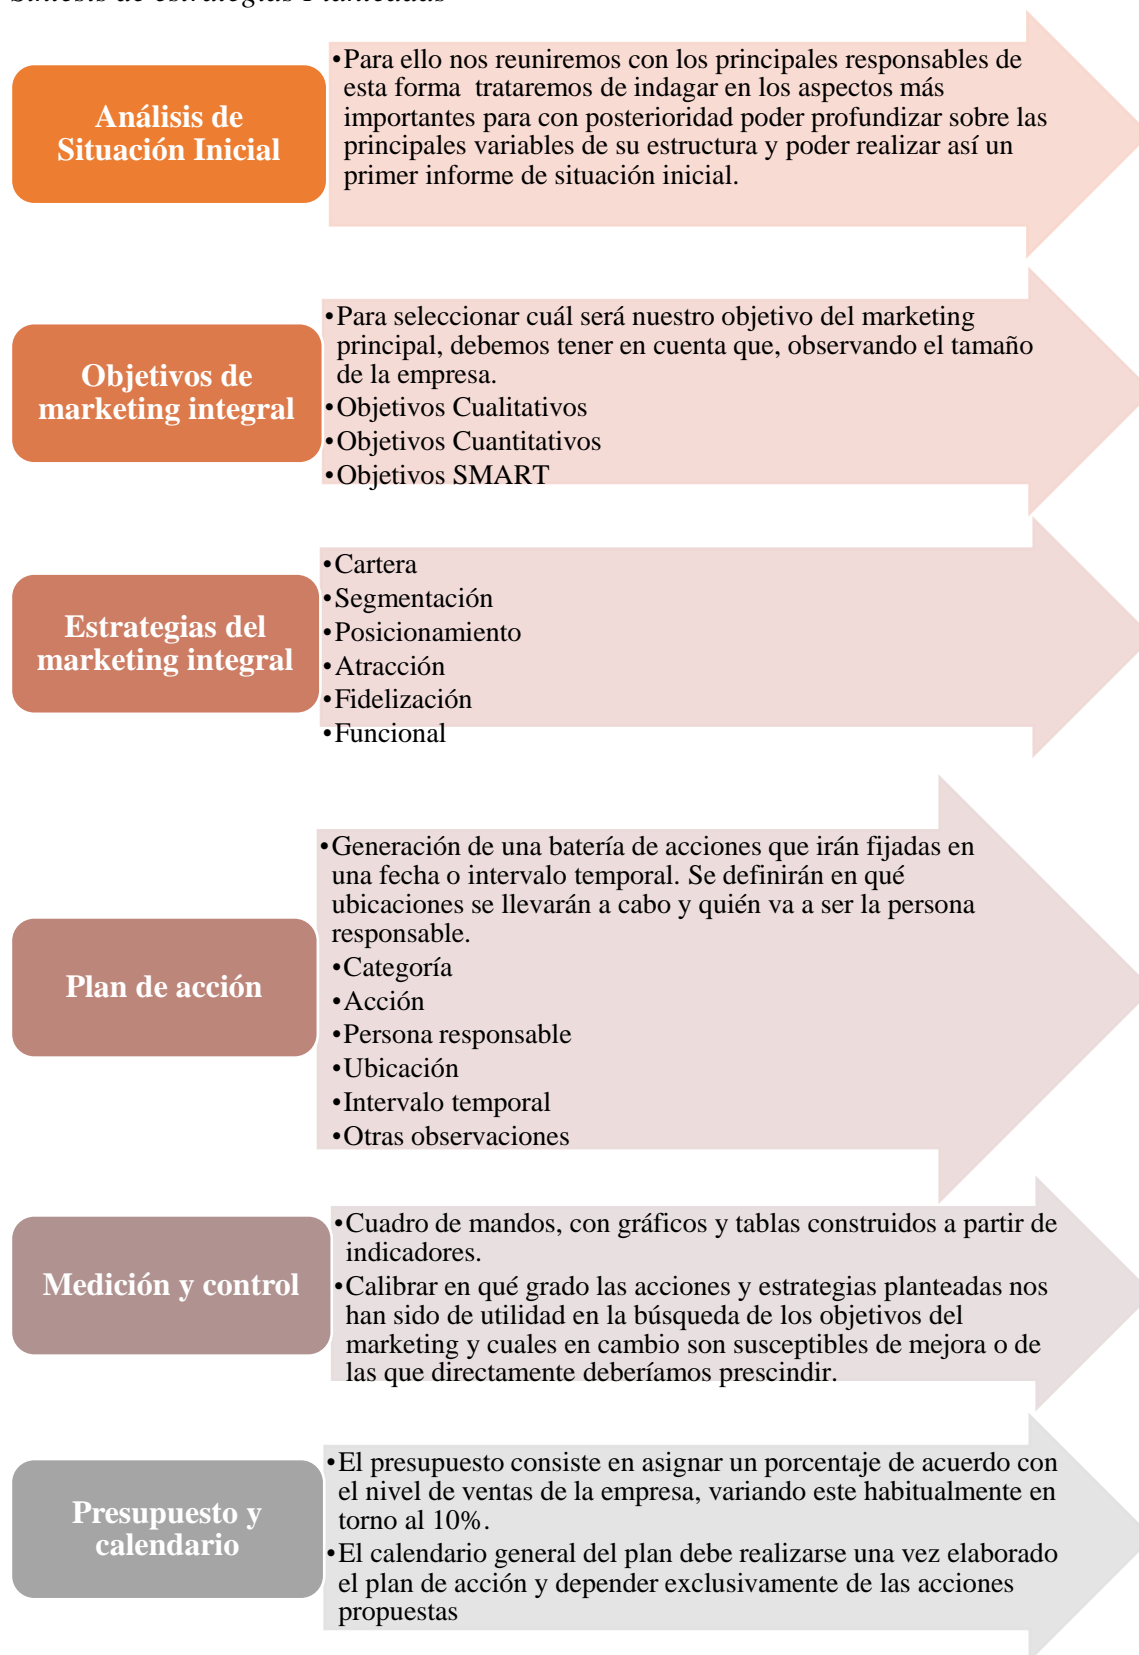 Síntesis de estrategias Planteadas
Análisis de
Situación Inicial
•Para ello nos reuniremos con los principales responsables de
esta forma  trataremos de indagar en los aspectos más
importantes para con posterioridad poder profundizar sobre las
principales variables de su estructura y poder realizar así un
primer informe de situación inicial.
Objetivos de
marketing integral
•Para seleccionar cuál será nuestro objetivo del marketing
principal, debemos tener en cuenta que, observando el tamaño
de la empresa.
•Objetivos Cualitativos
•Objetivos Cuantitativos
•Objetivos SMART
Estrategias del
marketing integral
•Cartera
•Segmentación
•Posicionamiento
•Atracción
•Fidelización
•Funcional
Plan de acción
•Generación de una batería de acciones que irán fijadas en
una fecha o intervalo temporal. Se definirán en qué
ubicaciones se llevarán a cabo y quién va a ser la persona
responsable.
•Categoría
•Acción
•Persona responsable
•Ubicación
•Intervalo temporal
•Otras observaciones
Medición y control
•Cuadro de mandos, con gráficos y tablas construidos a partir de
indicadores.
•Calibrar en qué grado las acciones y estrategias planteadas nos
han sido de utilidad en la búsqueda de los objetivos del
marketing y cuales en cambio son susceptibles de mejora o de
las que directamente deberíamos prescindir.
Presupuesto y
calendario
•El presupuesto consiste en asignar un porcentaje de acuerdo con
el nivel de ventas de la empresa, variando este habitualmente en
torno al 10%.
•El calendario general del plan debe realizarse una vez elaborado
el plan de acción y depender exclusivamente de las acciones
propuestas